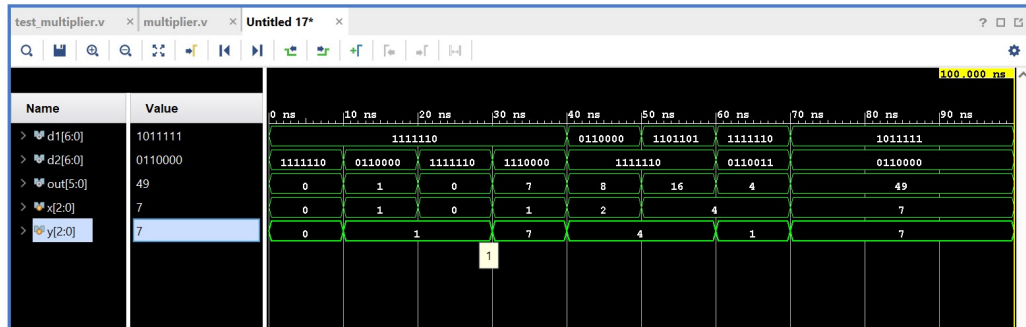 test_multiplier.v × multiplier.v × Untitled 17* × ?
100.000 ns
Name Value 0 ns 10 ns 20 ns 30 ns 40 ns 50 ns 60 ns 70 ns 80 ns 90 ns
d1[6:0] 1011111 1111110 0110000 1101101 1111110 1011111
d2[6:0] 0110000 1111110 0110000 1111110 1110000 1111110 0110011 0110000
out[5:0] 49 0 1 0 7 8 16 4 49
x[2:0] 7 0 1 0 1 2 4 7
y[2:0] 7 0 1 7 4 1 7
1